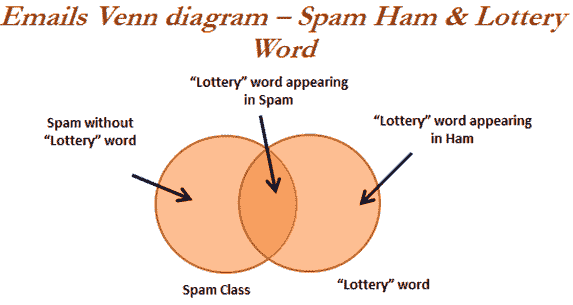 Emails Venn diagram – Spam Ham & Lottery
Word
“Lottery” word appearing
in Spam
Spam without
“Lottery” word
“Lottery” word appearing
in Ham
Spam Class
“Lottery” word